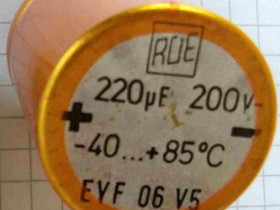 ROE
220µF 200V-
+ -
-40...+85°C
EYF 06 V5